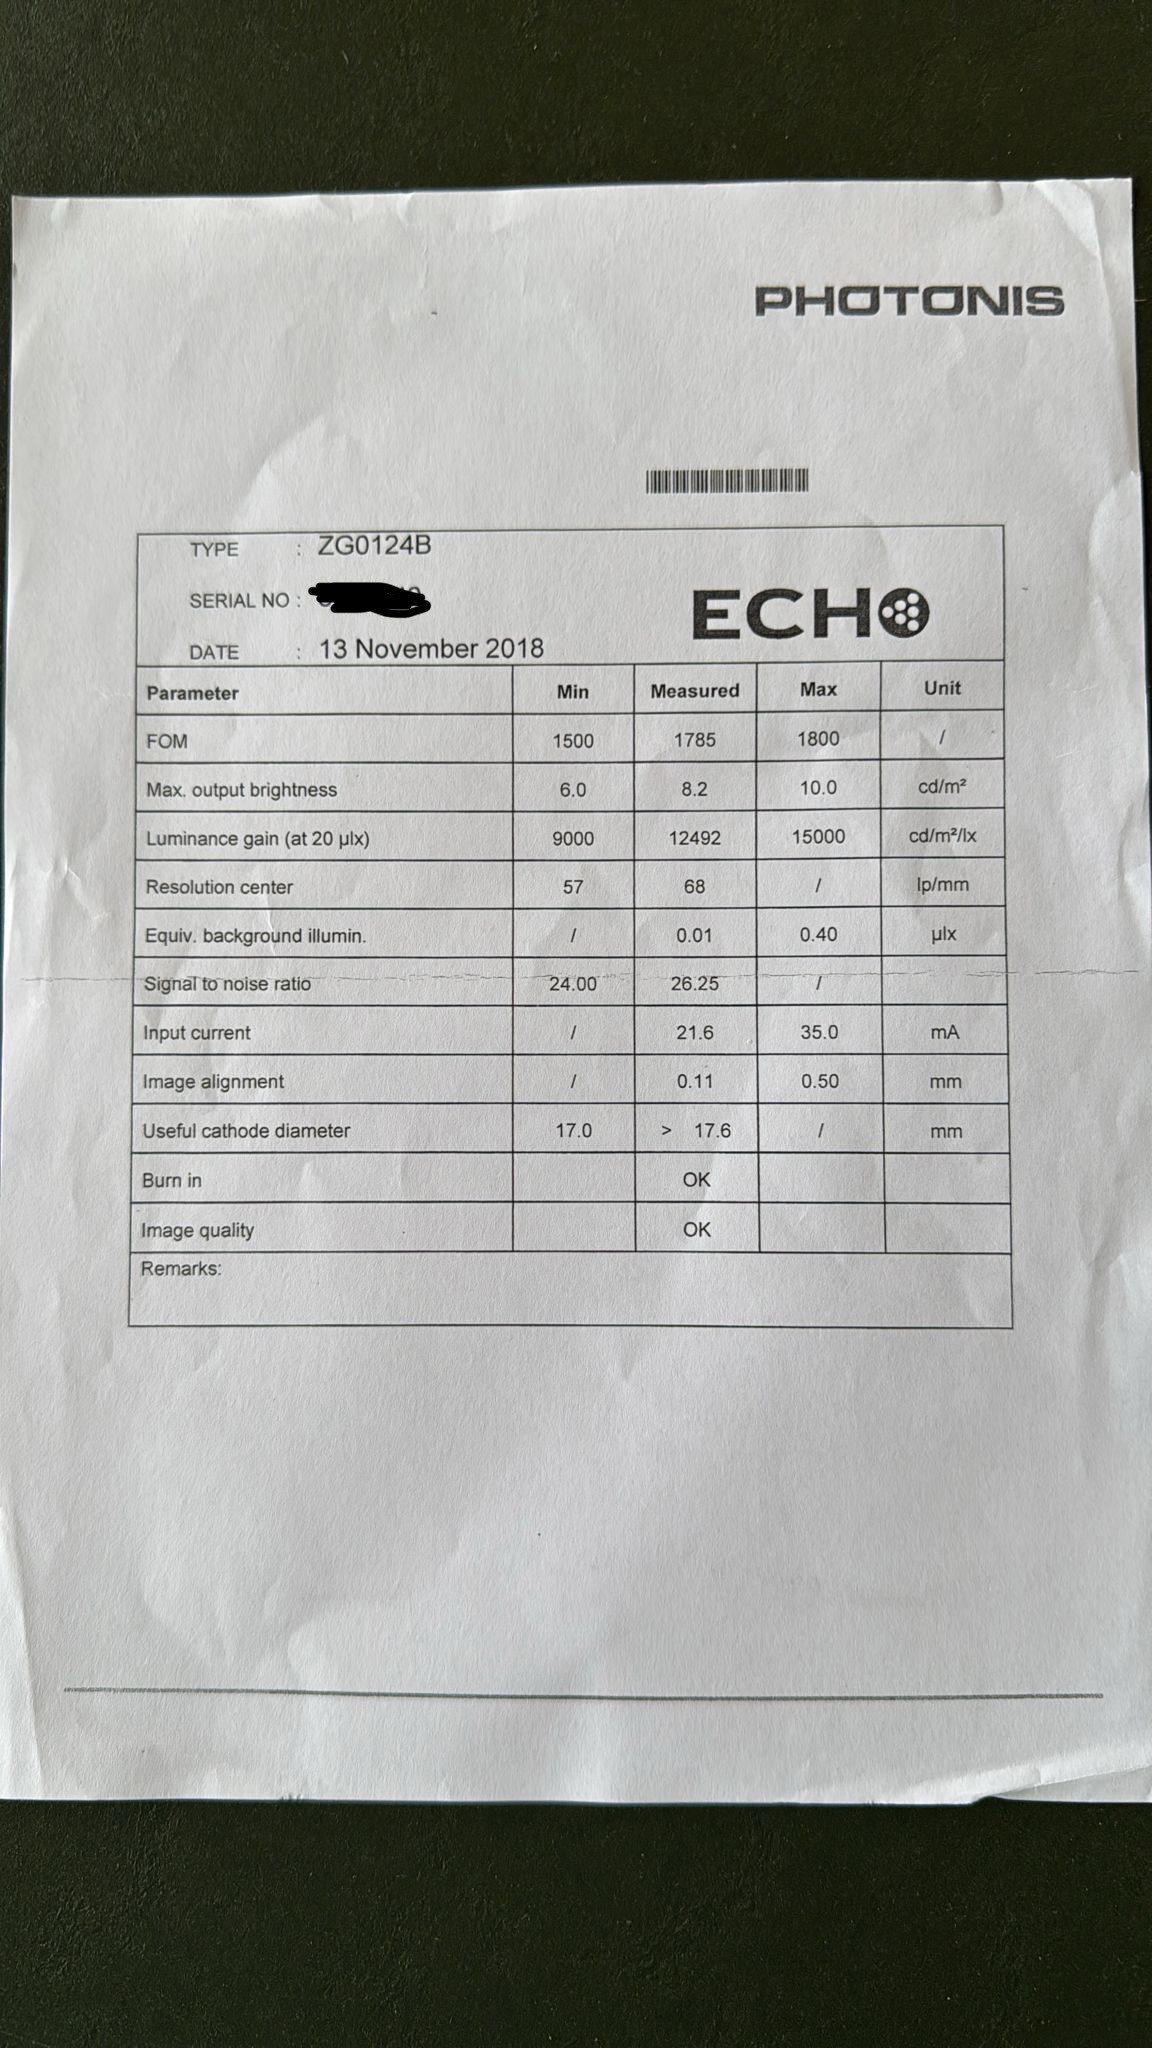 PHOTONIS
TYPE : ZG0124B
SERIAL NO :
ECHO
DATE : 13 November 2018
Parameter Min Measured Max Unit
FOM 1500 1785 1800 /
Max. output brightness 6.0 8.2 10.0 cd/m²
Luminance gain (at 20 µlx) 9000 12492 15000 cd/m²/lx
Resolution center 57 68 / lp/mm
Equiv. background illumin. / 0.01 0.40 µlx
Signal to noise ratio 24.00 26.25 /
Input current / 21.6 35.0 mA
Image alignment / 0.11 0.50 mm
Useful cathode diameter 17.0 > 17.6 / mm
Burn in OK
Image quality OK
Remarks: